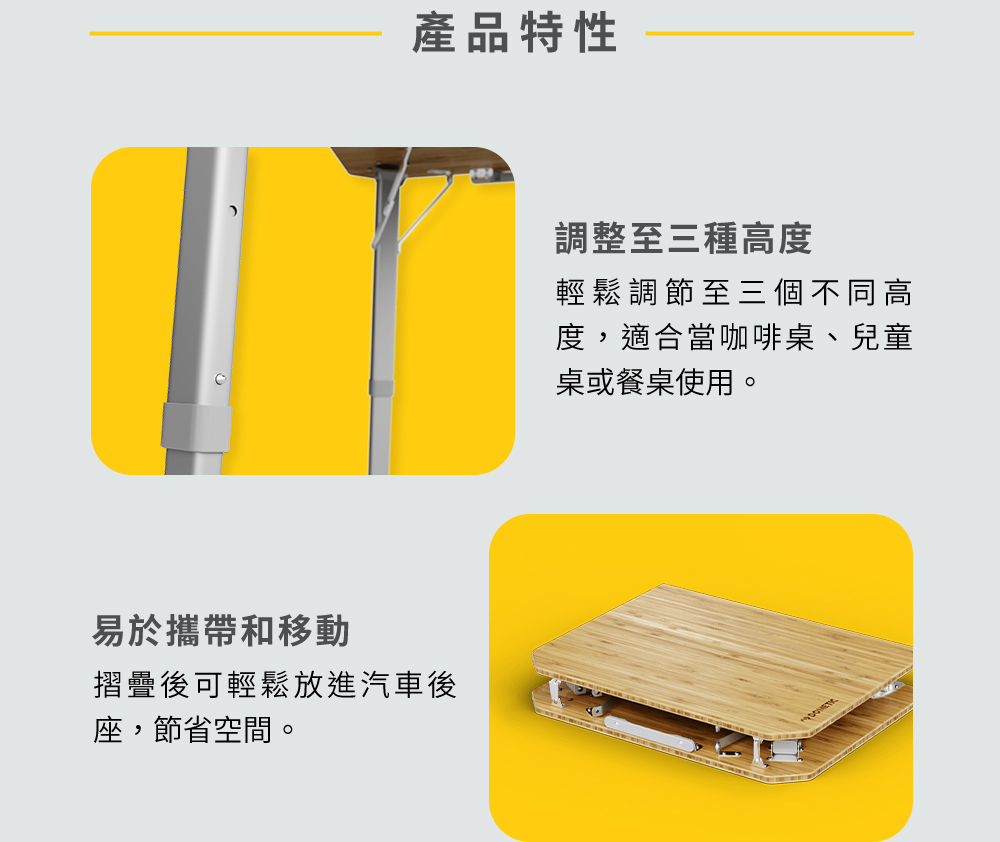 產品特性
調整至三種高度
輕鬆調節至三個不同高
度，適合當咖啡桌、兒童
桌或餐桌使用。
易於攜帶和移動
摺疊後可輕鬆放進汽車後
座，節省空間。
DOMETIC